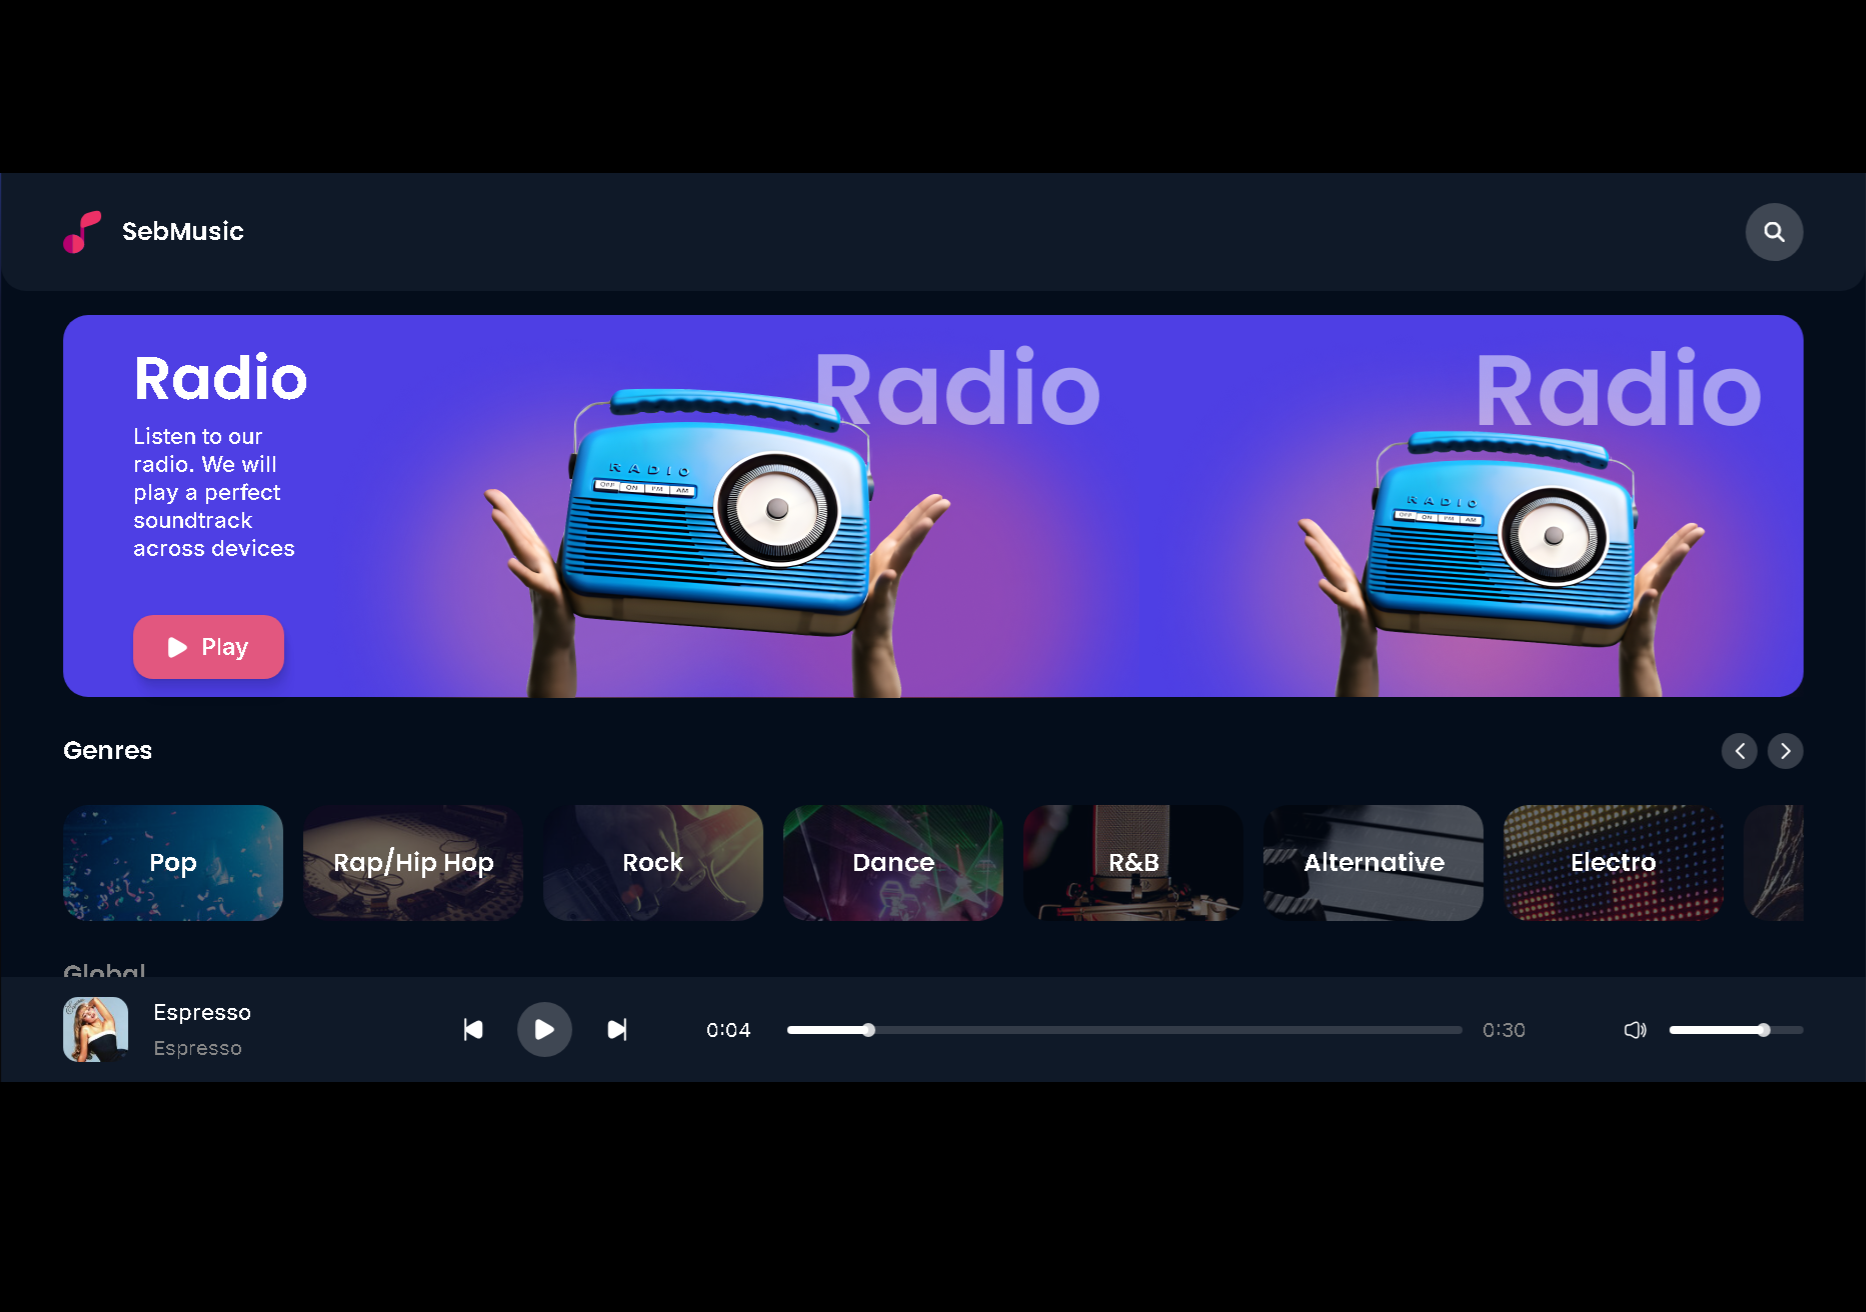 SebMusic
Radio
Listen to our
radio. We will
play a perfect
soundtrack
across devices
Play
Radio
RADIO
OFF ON FM AM
Radio
RADIO
OFF ON FM AM
Genres
Pop
Rap/Hip Hop
Rock
Dance
R&B
Alternative
Electro
Global
Espresso
Espresso
0:04
0:30